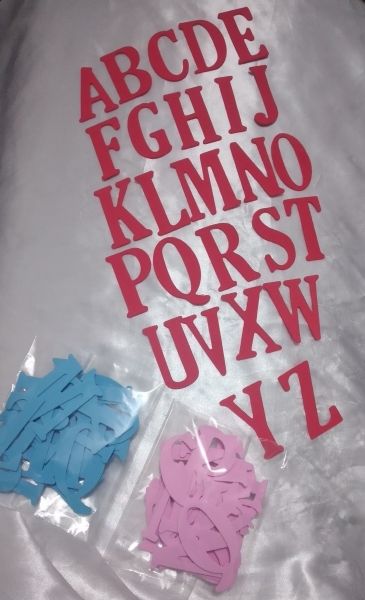 ABCDE
FGHIJ
KLMNO
PQRST
UVXW
YZ